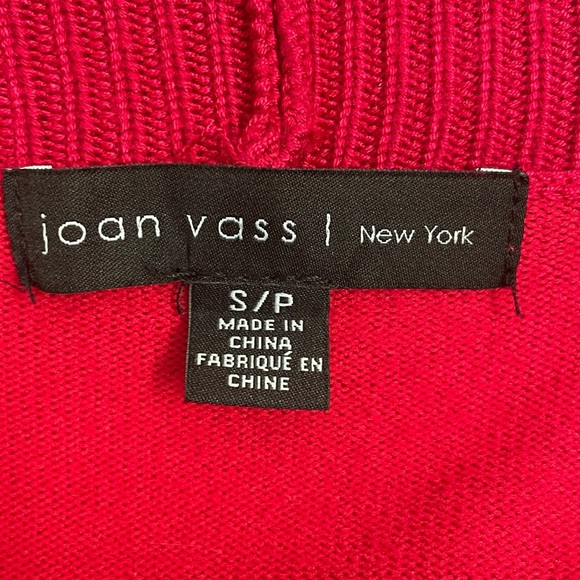 joan vass | New York
S/P
MADE IN
CHINA
FABRIQUÉ EN
CHINE